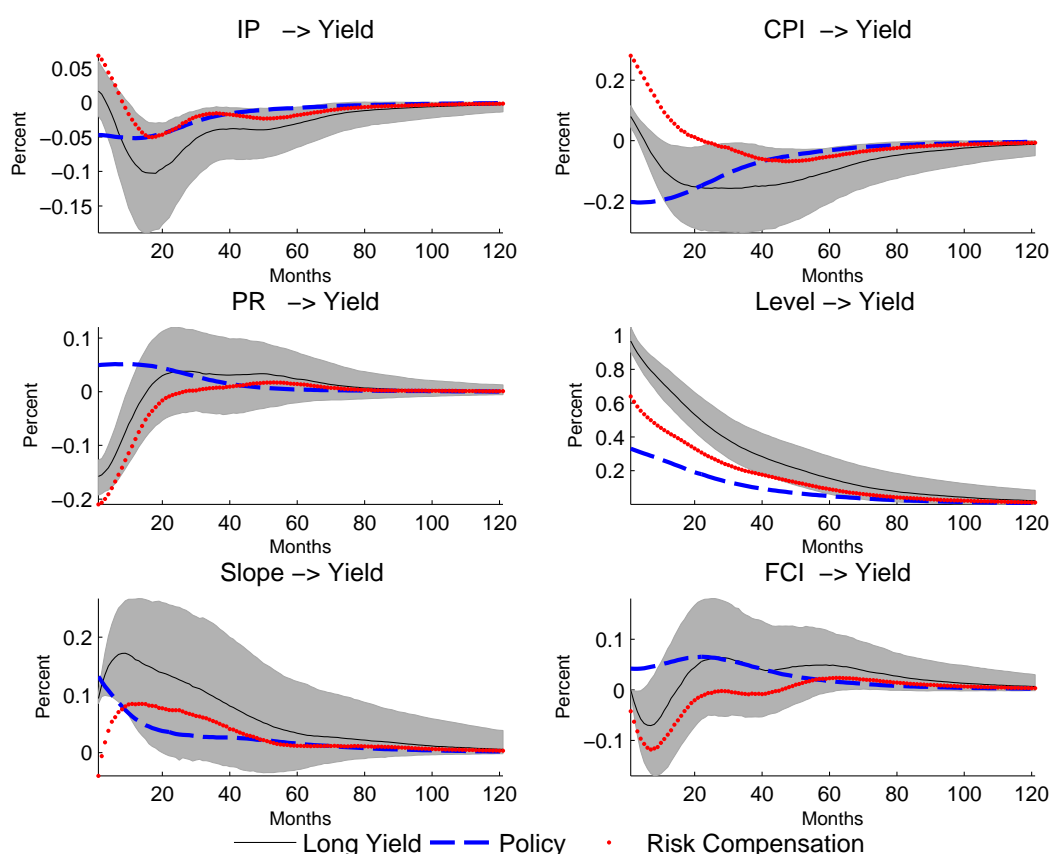 IP -> Yield
Percent
0.05
0
−0.05
−0.1
−0.15
20 40 60 80 100 120
Months
CPI -> Yield
Percent
0.2
0
−0.2
20 40 60 80 100 120
Months
PR -> Yield
Percent
0.1
0
−0.1
−0.2
20 40 60 80 100 120
Months
Level -> Yield
Percent
1
0.8
0.6
0.4
0.2
20 40 60 80 100 120
Months
Slope -> Yield
Percent
0.2
0.1
0
20 40 60 80 100 120
Months
FCI -> Yield
Percent
0.1
0
−0.1
20 40 60 80 100 120
Months
Long Yield Policy Risk Compensation